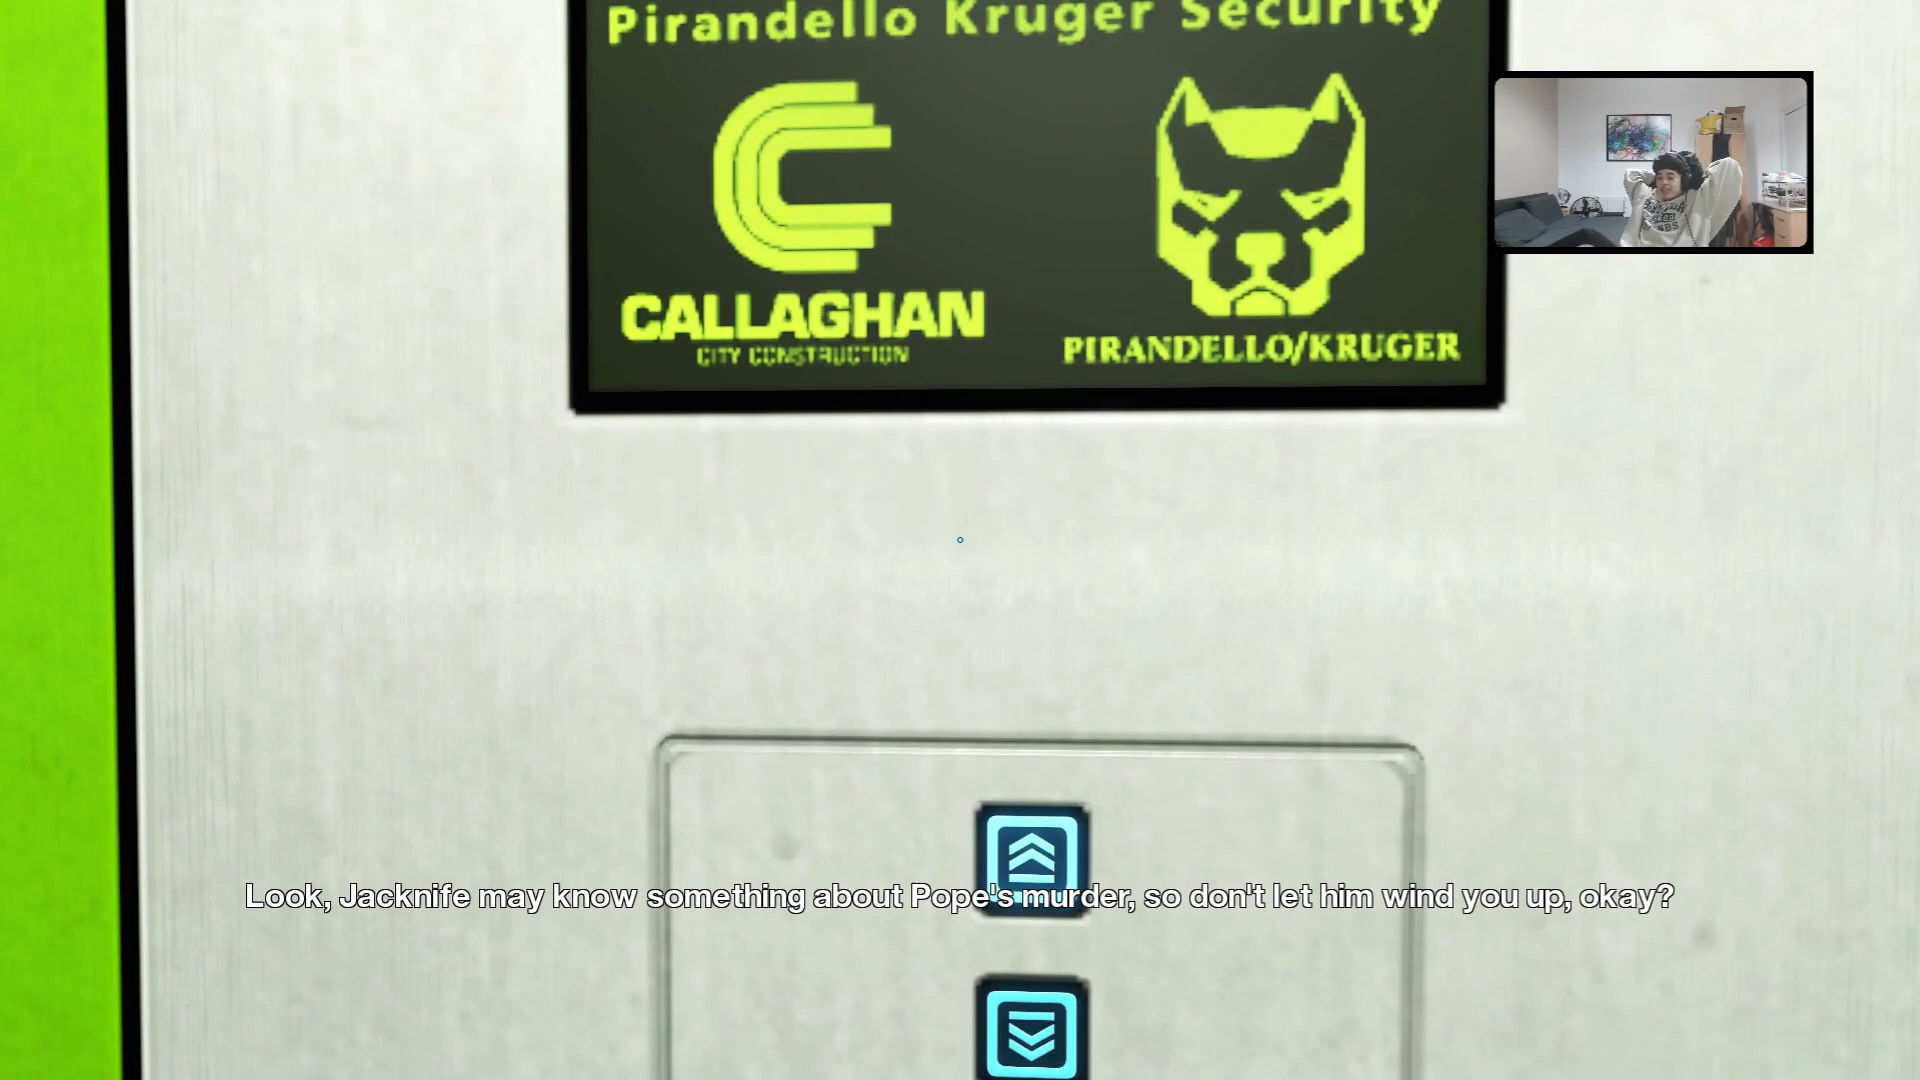 Pirandello Kruger Security
CALLAGHAN
CITY CONSTRUCTION
PIRANDELLO/KRUGER
Look, Jacknife may know something about Pope's murder, so don't let him wind you up, okay?